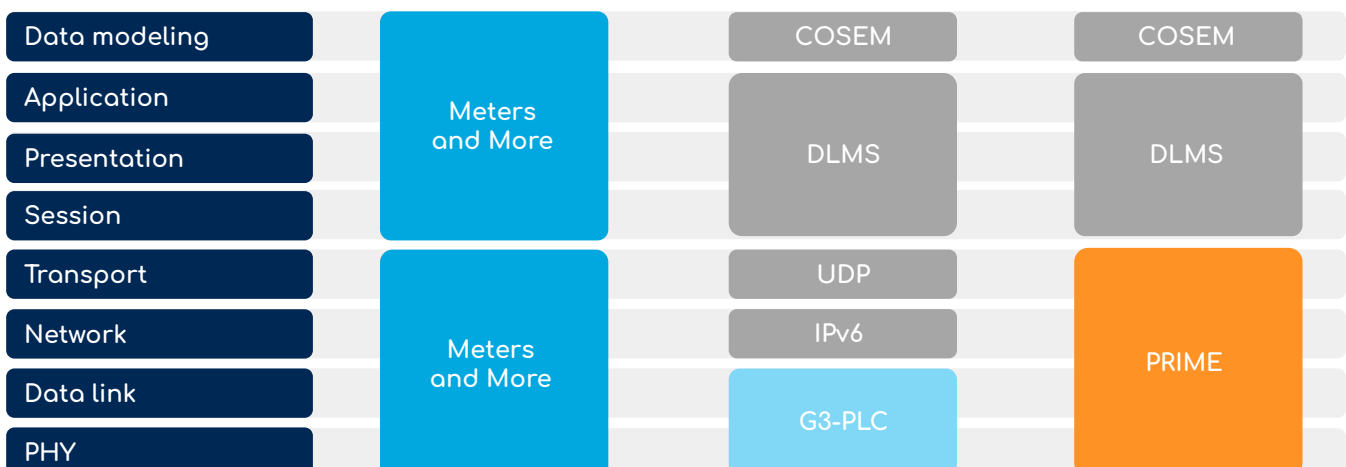 Data modeling
COSEM
COSEM
Application
Meters
and More
Presentation
DLMS
DLMS
Session
Transport
UDP
Network
IPv6
Meters
and More
PRIME
Data link
G3-PLC
PHY